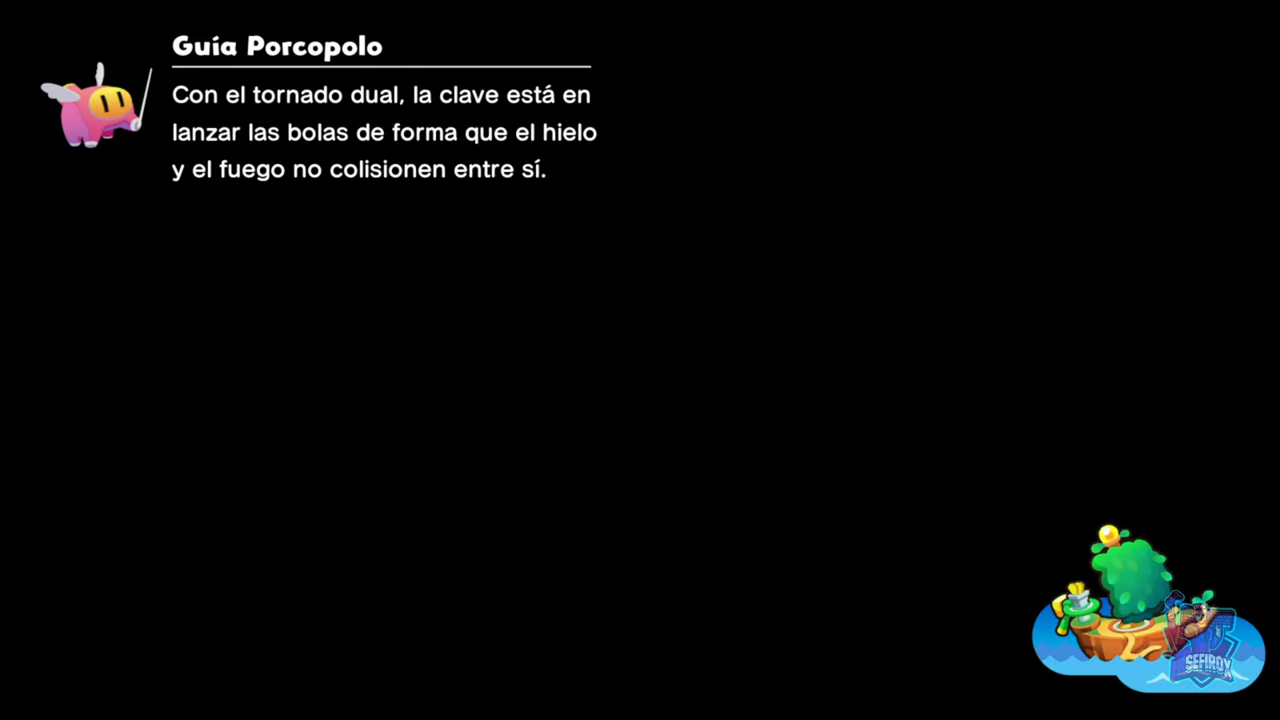 Guía Porcopolo
Con el tornado dual, la clave está en
lanzar las bolas de forma que el hielo
y el fuego no colisionen entre sí.
SEFIROX